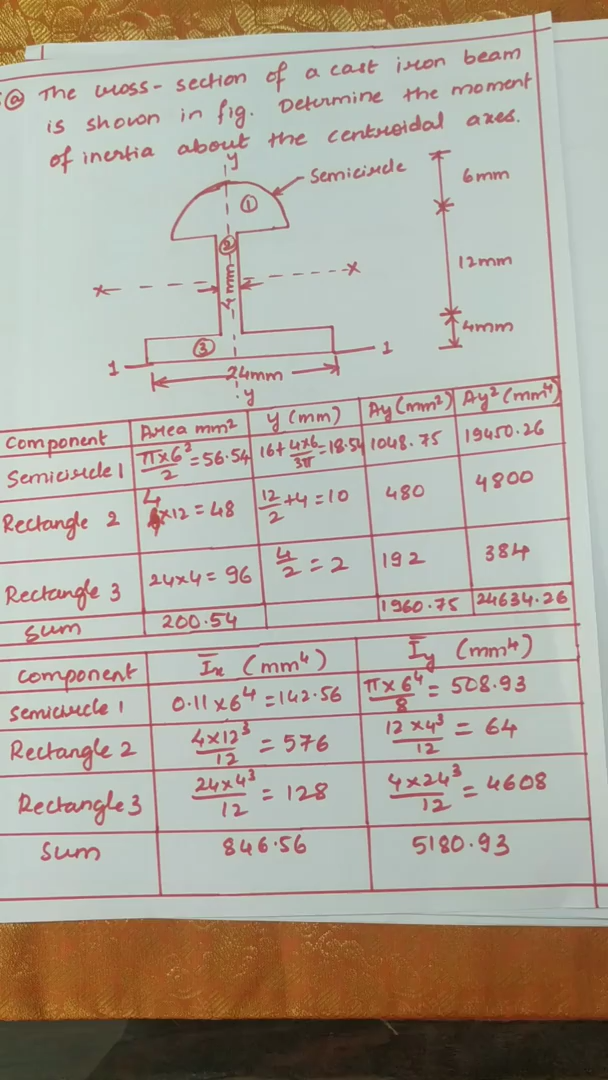 5ⓐ The cross-section of a cast iron beam
is shown in fig. Determine the moment
of inertia about the centroidal axes.
y
Semicircle
6mm
①
②
12mm
x
x
4mm
4mm
③
1
1
24mm
y
Component Area mm² y (mm) Ay (mm²) Ay² (mm⁴)
Semicircle 1 π×6²/2 = 56.54 16+4×6/3π = 18.54 1048.75 19450.26
Rectangle 2 4×12 = 48 12/2+4 = 10 480 4800
Rectangle 3 24×4 = 96 4/2 = 2 192 384
Sum 200.54 1960.75 24634.26
Component Īx (mm⁴) Īy (mm⁴)
Semicircle 1 0.11×6⁴ = 142.56 π×6⁴/8 = 508.93
Rectangle 2 4×12³/12 = 576 12×4³/12 = 64
Rectangle 3 24×4³/12 = 128 4×24³/12 = 4608
Sum 846.56 5180.93